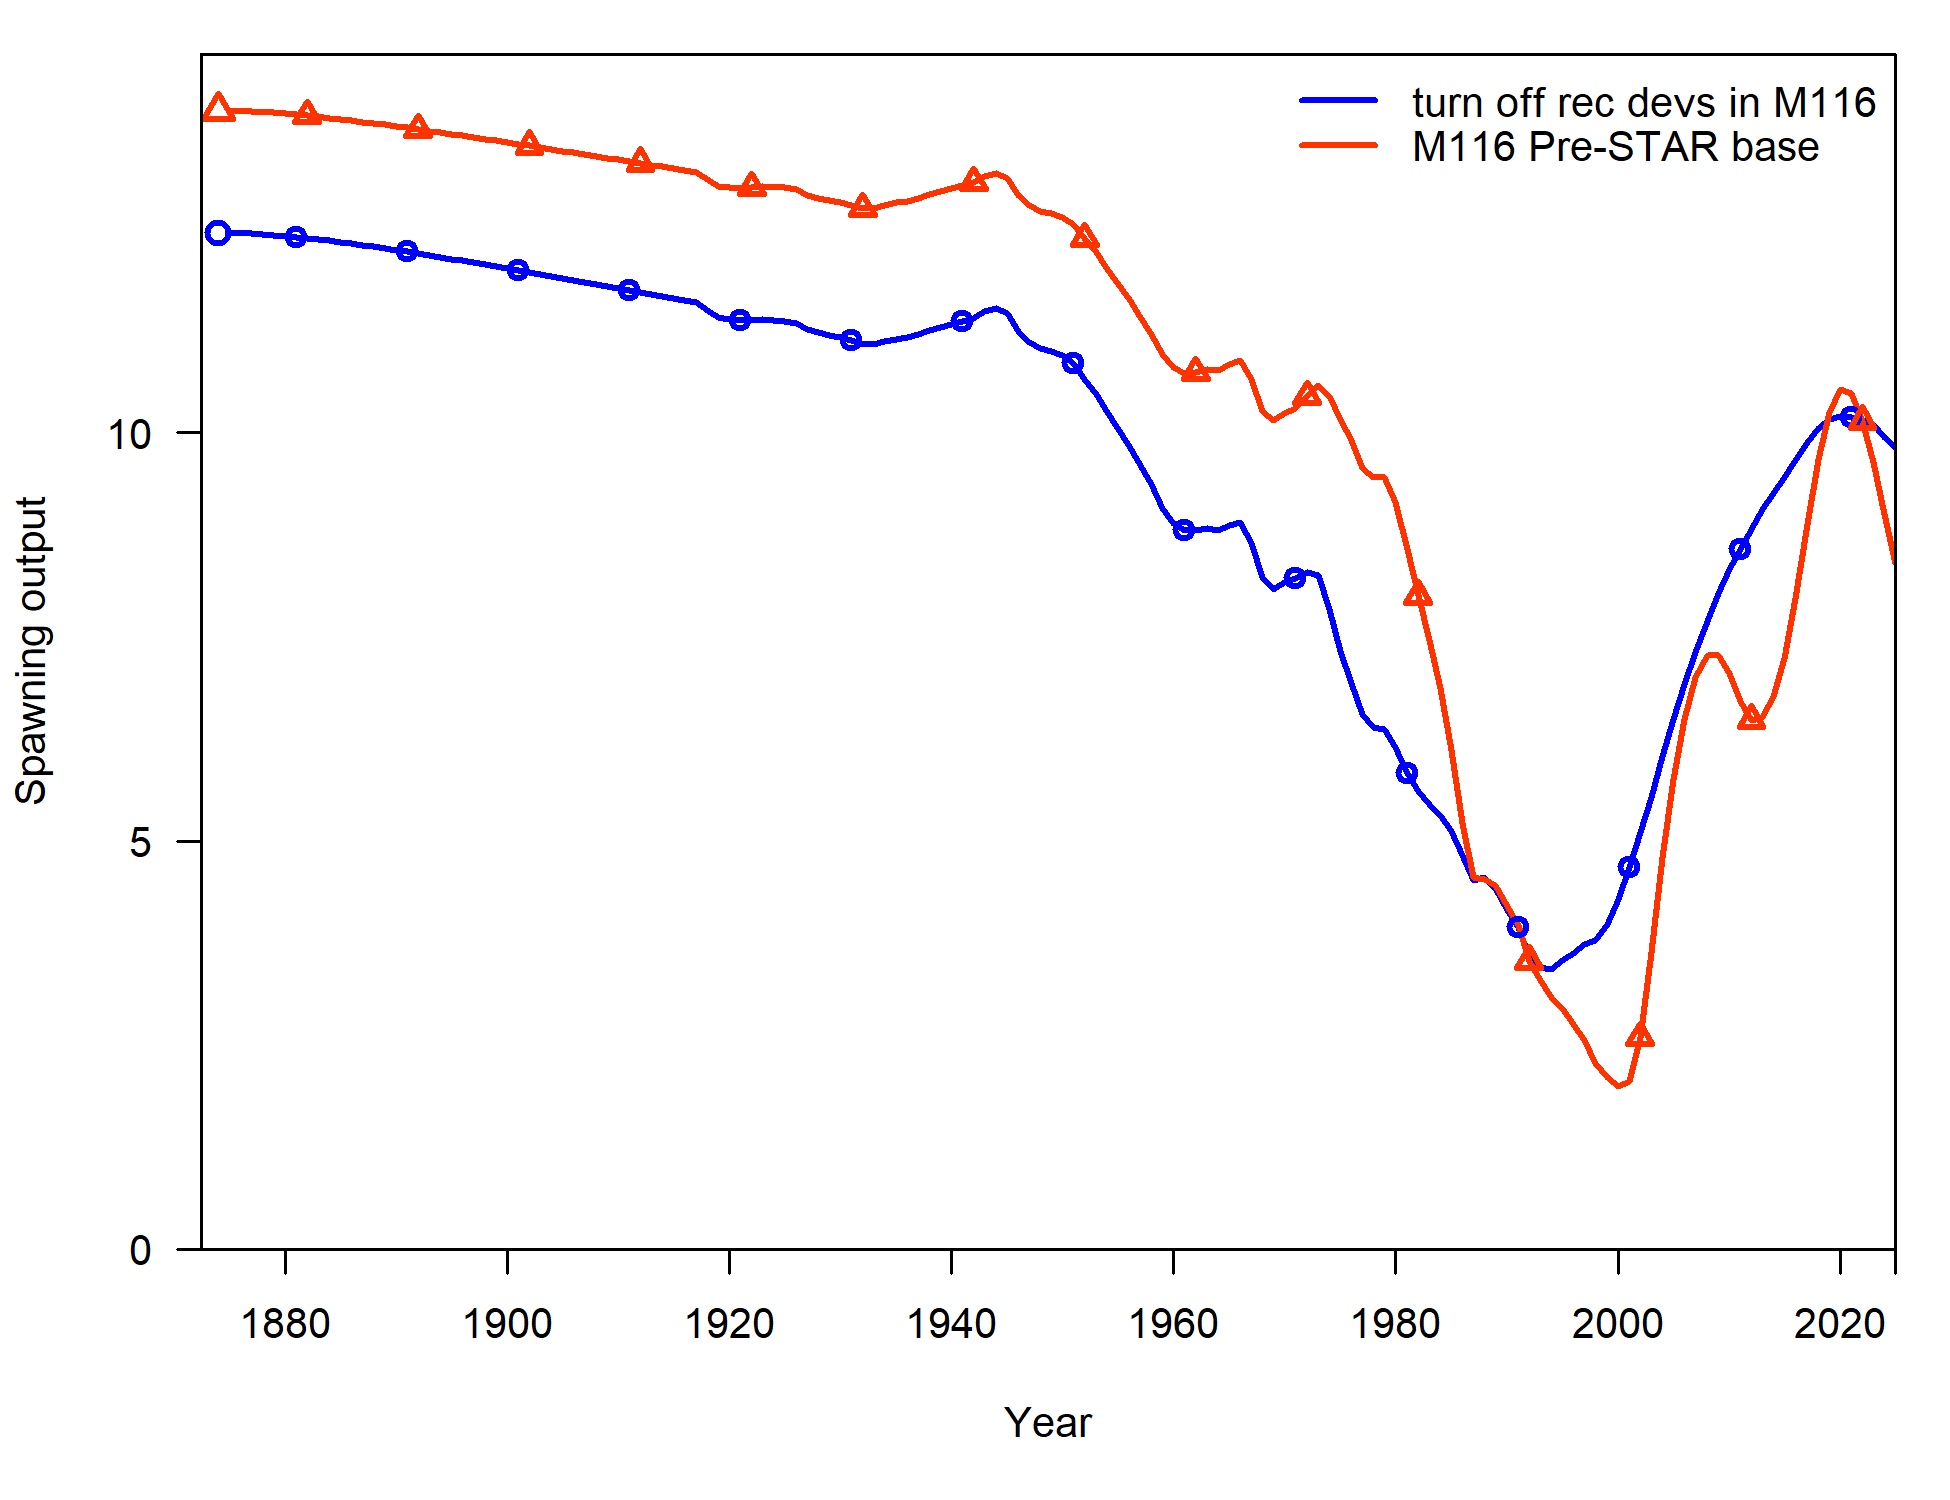 turn off rec devs in M116
M116 Pre-STAR base
10
5
0
Spawning output
1880 1900 1920 1940 1960 1980 2000 2020
Year